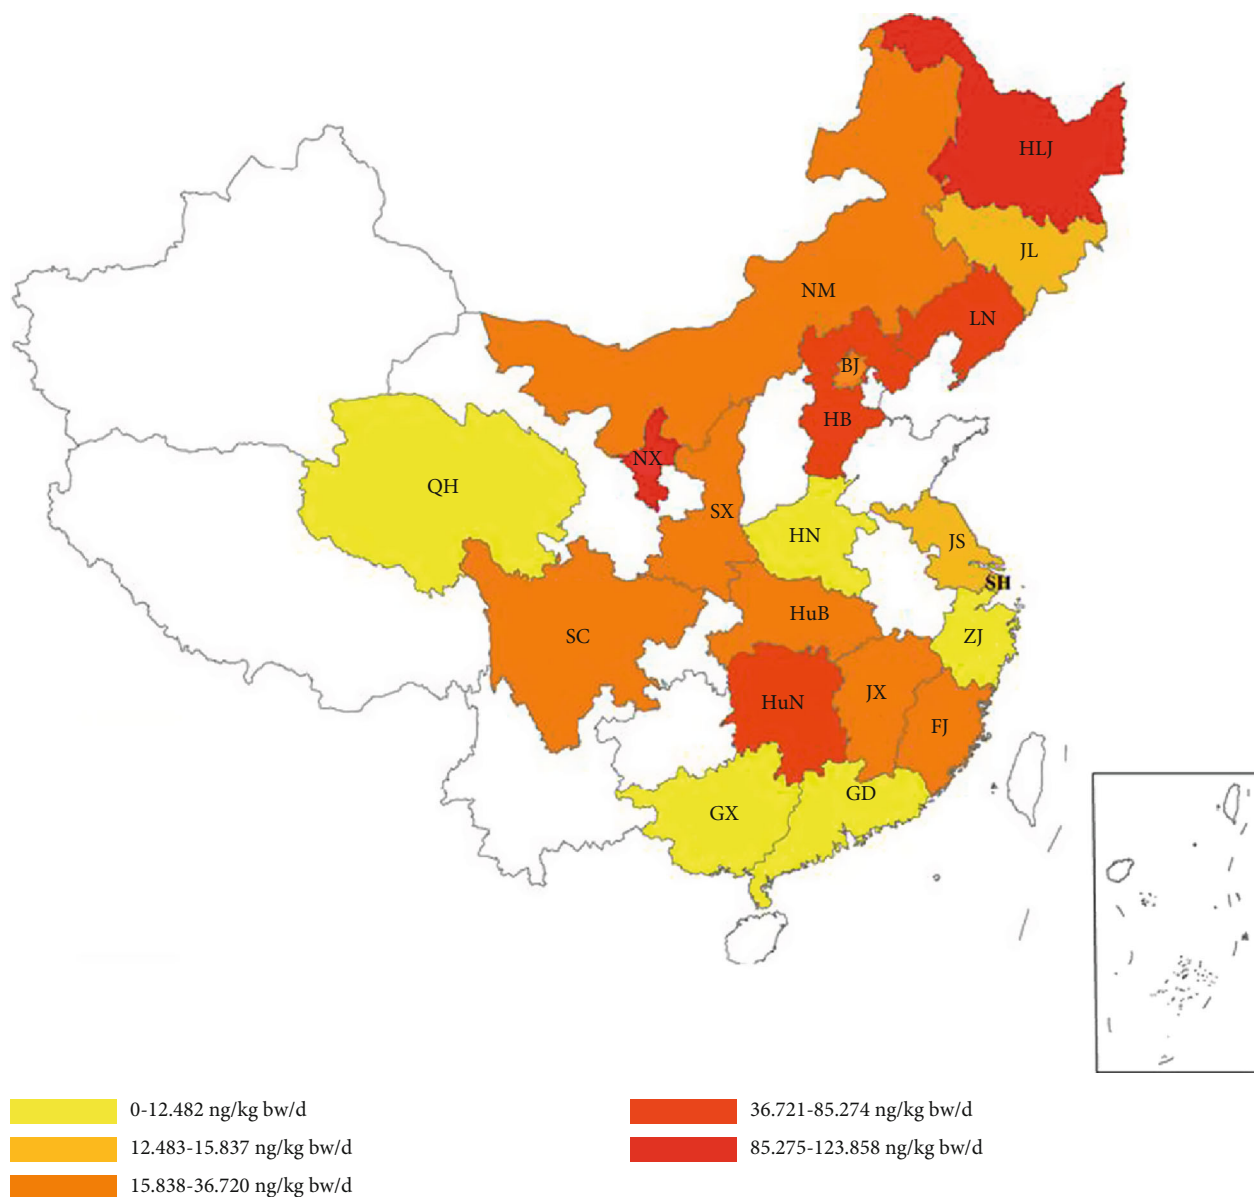 HLJ
JL
NM
LN
BJ
HB
NX
QH
SX
HN
JS
SH
HuB
SC
ZJ
JX
HuN
FJ
GD
GX
0-12.482 ng/kg bw/d
12.483-15.837 ng/kg bw/d
15.838-36.720 ng/kg bw/d
36.721-85.274 ng/kg bw/d
85.275-123.858 ng/kg bw/d